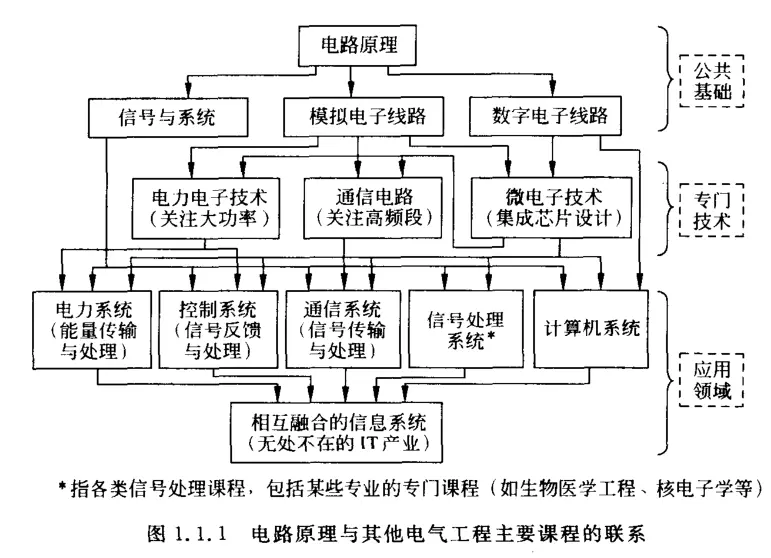 电路原理
公共
基础
信号与系统
模拟电子线路
数字电子线路
电力电子技术
(关注大功率)
通信电路
(关注高频段)
微电子技术
(集成芯片设计)
专门
技术
电力系统
(能量传输
与处理)
控制系统
(信号反馈
与处理)
通信系统
(信号传输
与处理)
信号处理
系统*
计算机系统
应用
领域
相互融合的信息系统
(无处不在的IT产业)
*指各类信号处理课程，包括某些专业的专门课程（如生物医学工程、核电子学等）
图 1.1.1 电路原理与其他电气工程主要课程的联系